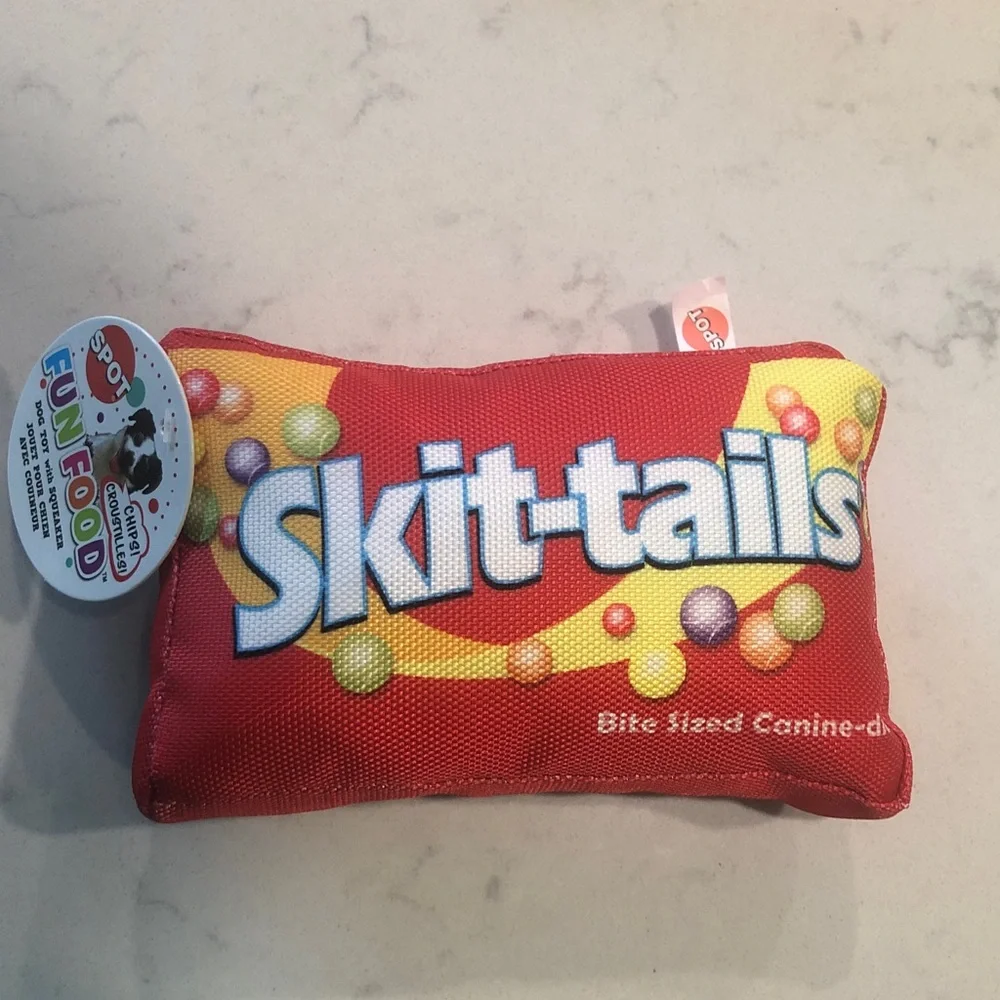 SPOT
FUN FOOD™
DOG TOY with SQUEAKER
JOUET POUR CHIEN
AVEC COUINEUR
CHIPS!
CROUSTILLES!
SPOT
Skit-tails
Bite Sized Canine-d